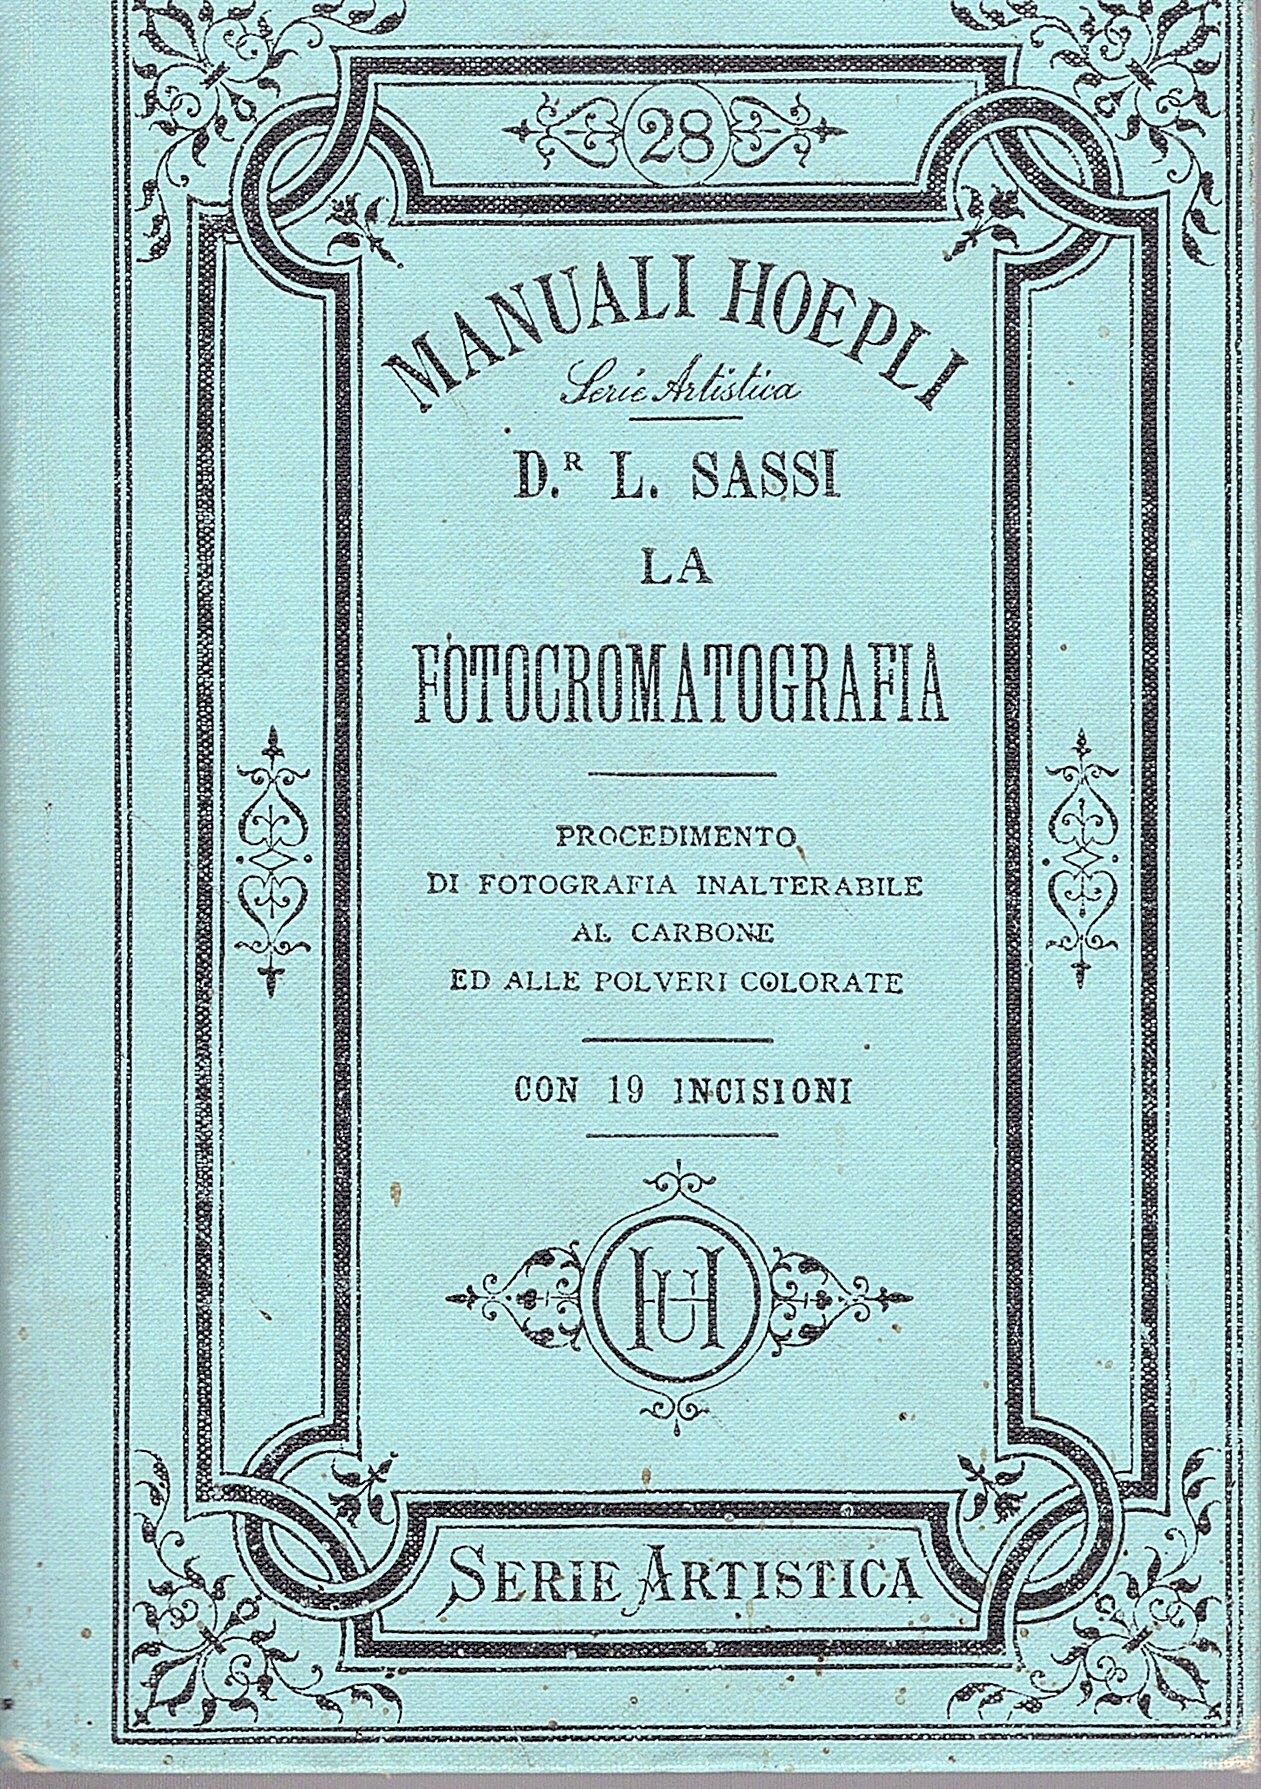 28
MANUALI HOEPLI
Serie Artistica
D.R L. SASSI
LA
FOTOCROMATOGRAFIA
PROCEDIMENTO
DI FOTOGRAFIA INALTERABILE
AL CARBONE
ED ALLE POLVERI COLORATE
CON 19 INCISIONI
UH
SERIE ARTISTICA